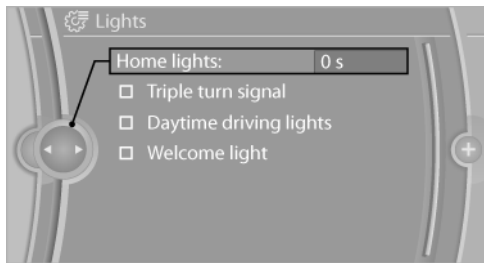 Lights
Home lights: 0 s
Triple turn signal
Daytime driving lights
Welcome light